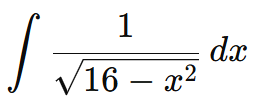 ∫ 1/√(16 − x²) dx